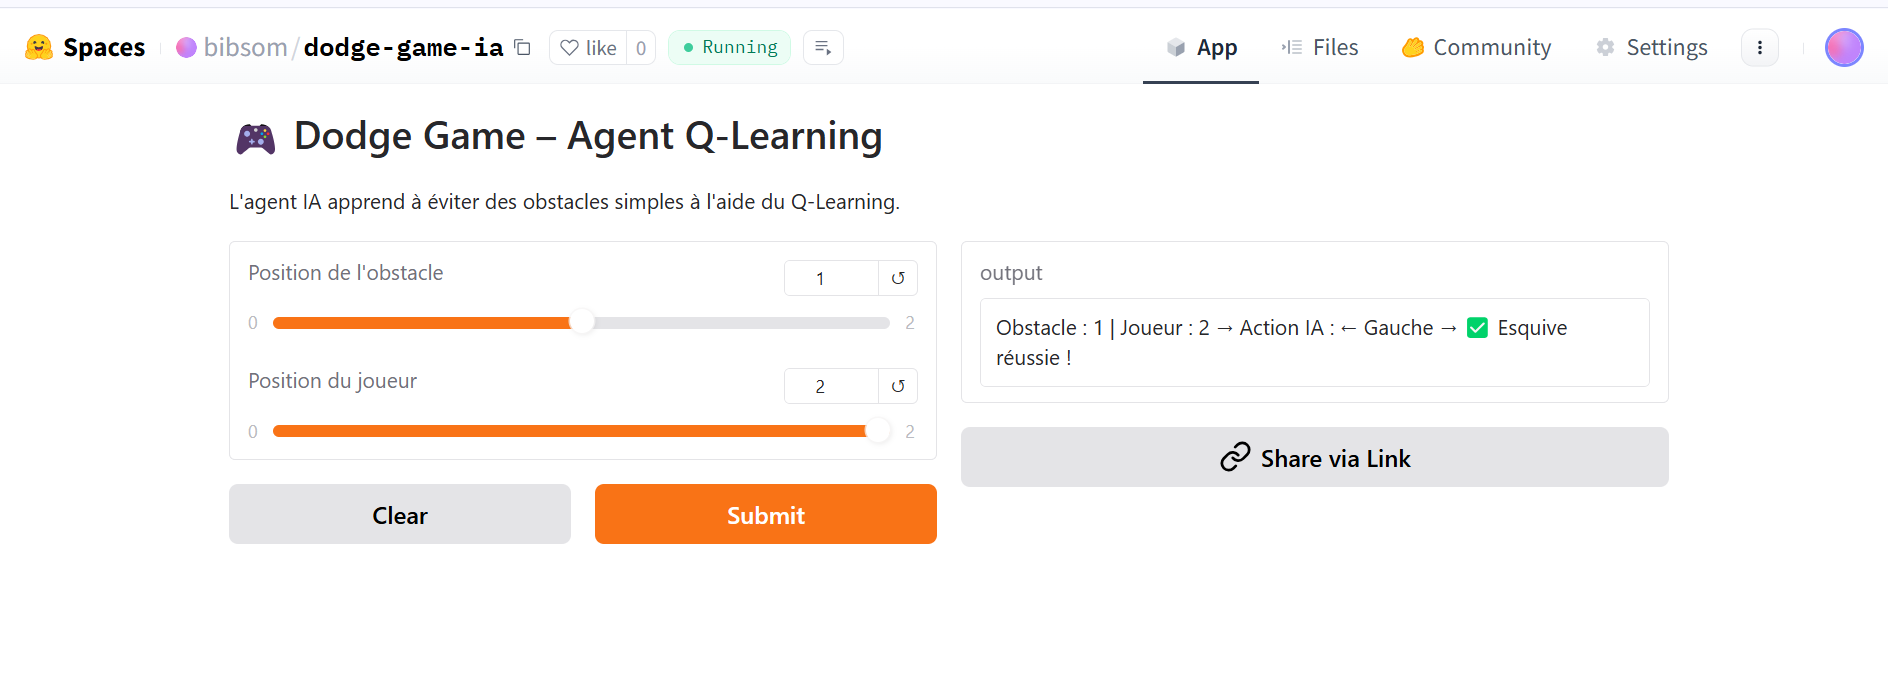 Spaces bibsom/dodge-game-ia like 0 Running App Files Community Settings
🎮 Dodge Game – Agent Q-Learning
L'agent IA apprend à éviter des obstacles simples à l'aide du Q-Learning.
Position de l'obstacle 1 ↺
0 2
Position du joueur 2 ↺
0 2
Clear Submit
output
Obstacle : 1 | Joueur : 2 → Action IA : ← Gauche → ✅ Esquive
réussie !
Share via Link